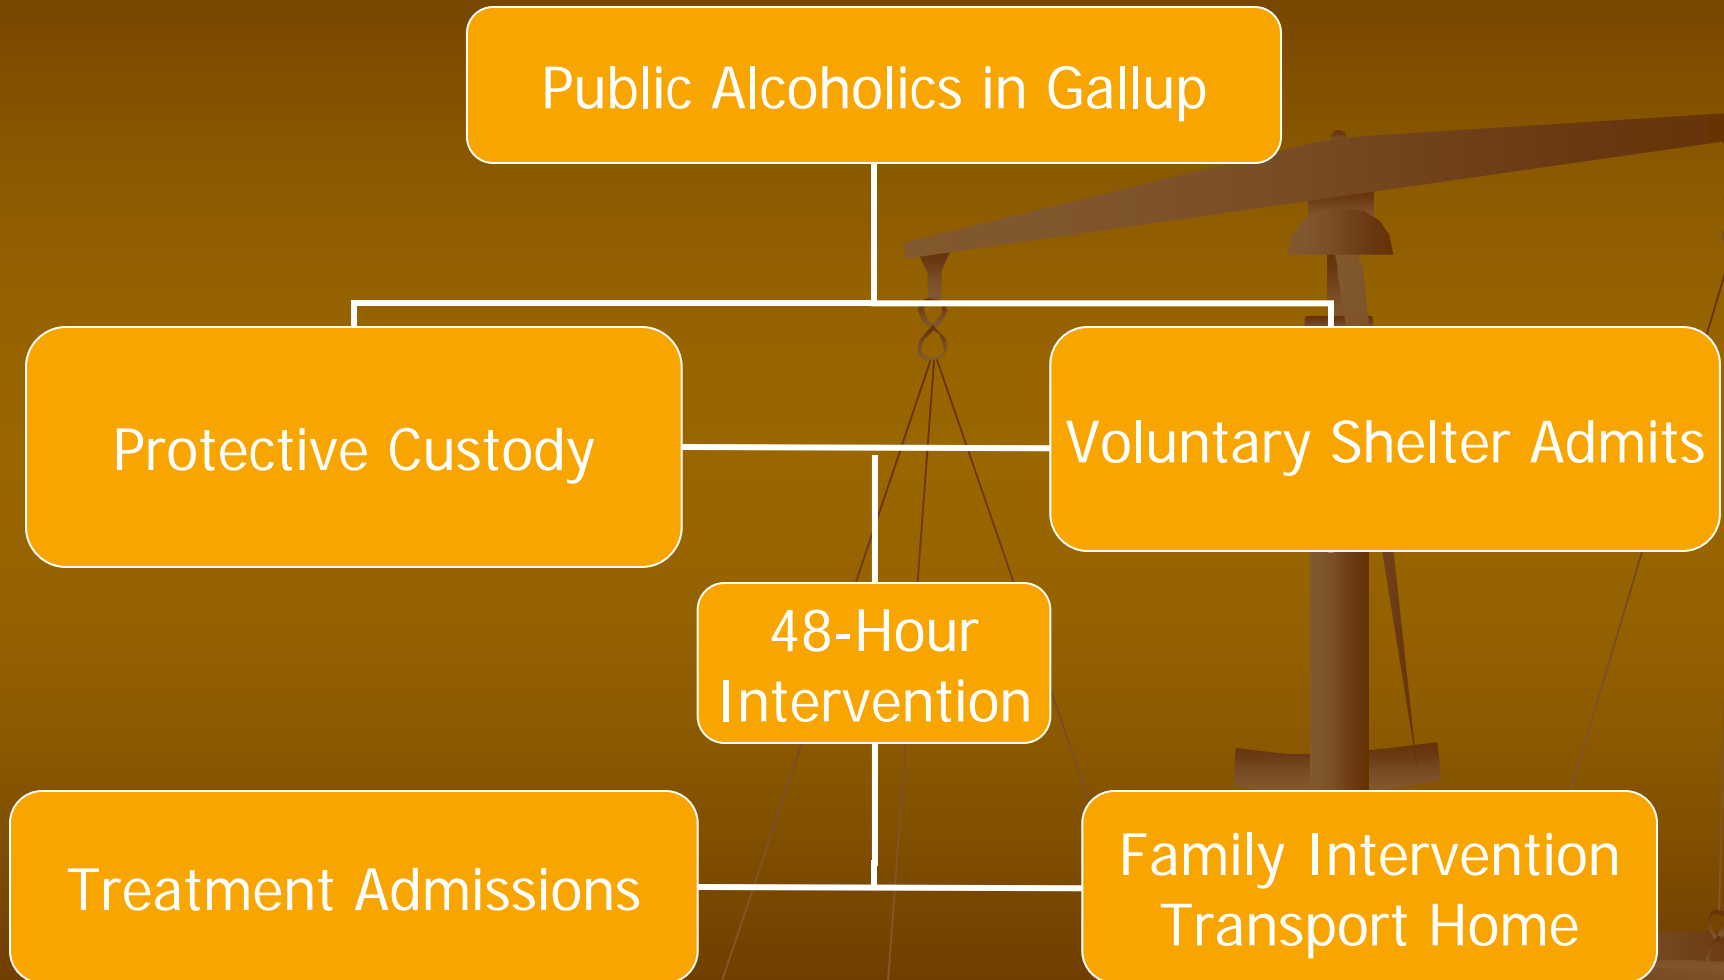 Public Alcoholics in Gallup
Protective Custody
Voluntary Shelter Admits
48-Hour
Intervention
Treatment Admissions
Family Intervention
Transport Home